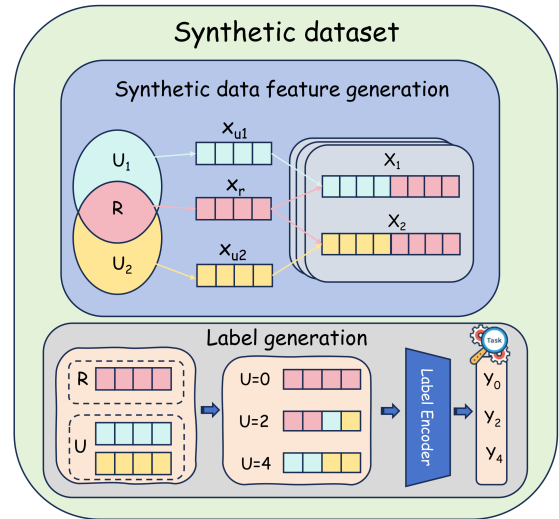 Synthetic dataset
Synthetic data feature generation
U1
R
U2
xu1
xr
xu2
X1
X2
Label generation
R
U
U=0
U=2
U=4
Label Encoder
Task
Y0
Y2
Y4